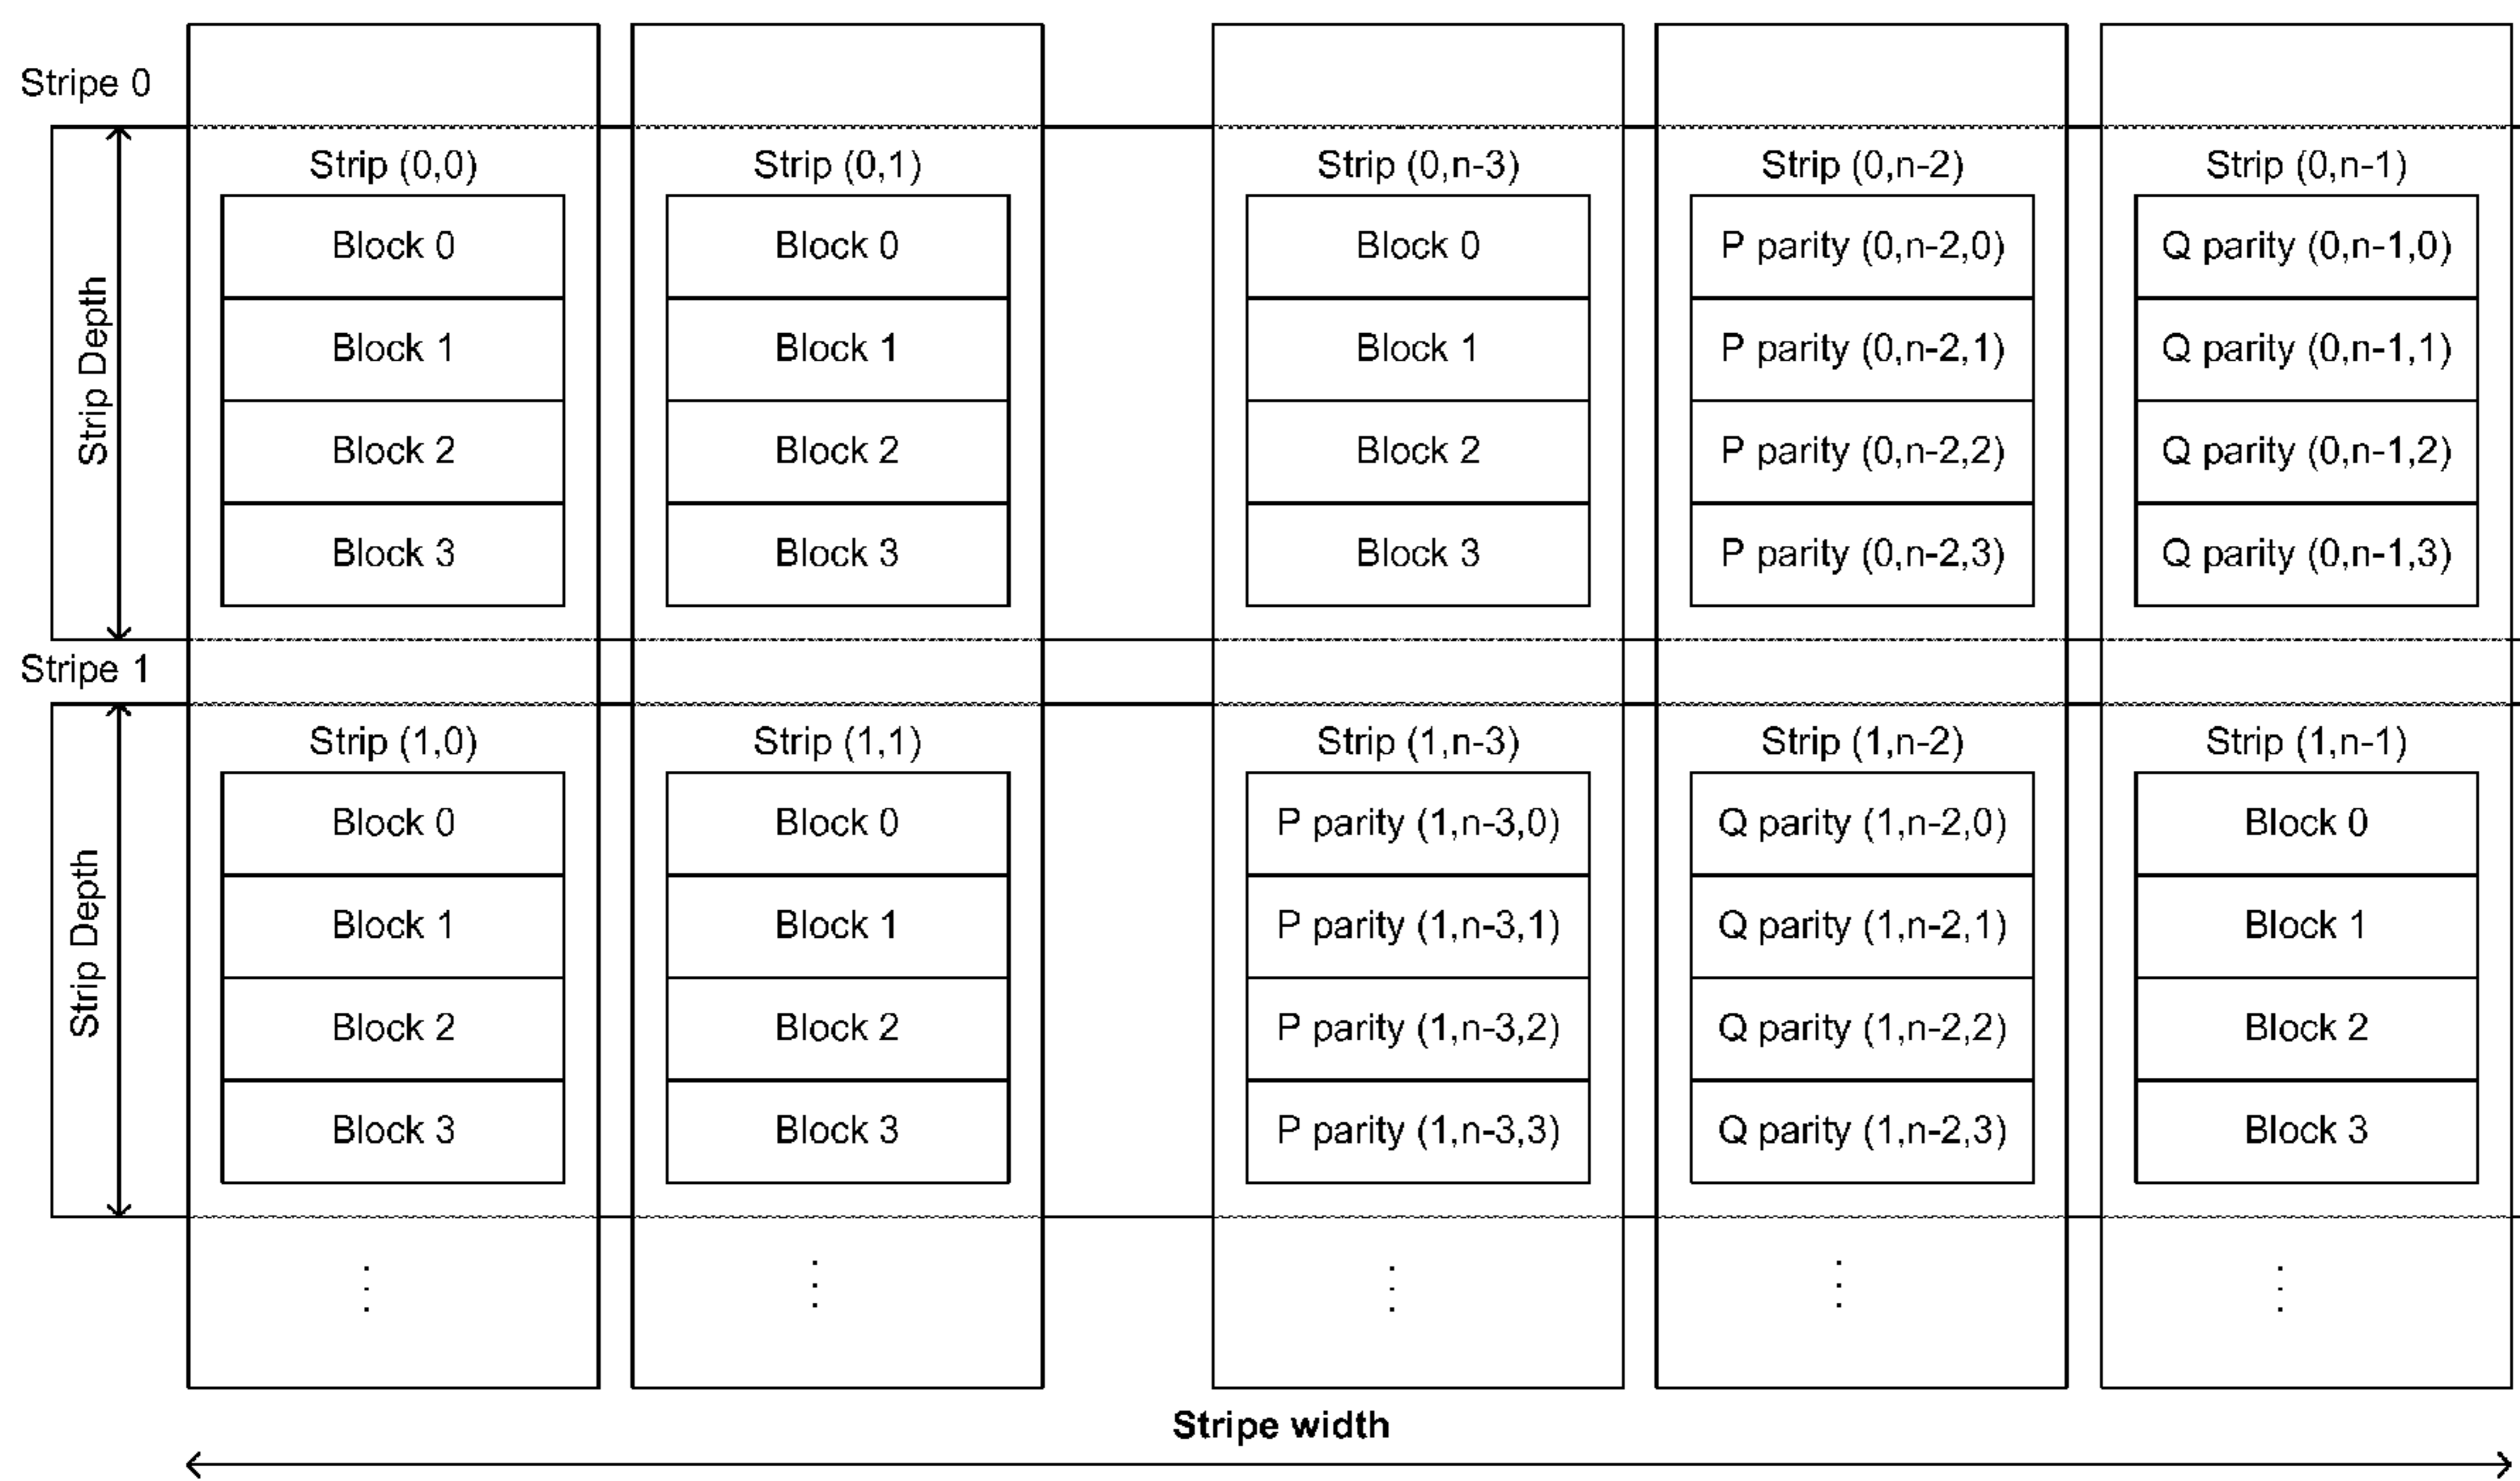 Stripe 0
Strip Depth
Strip (0,0)
Block 0
Block 1
Block 2
Block 3
Strip (0,1)
Block 0
Block 1
Block 2
Block 3
Strip (0,n-3)
Block 0
Block 1
Block 2
Block 3
Strip (0,n-2)
P parity (0,n-2,0)
P parity (0,n-2,1)
P parity (0,n-2,2)
P parity (0,n-2,3)
Strip (0,n-1)
Q parity (0,n-1,0)
Q parity (0,n-1,1)
Q parity (0,n-1,2)
Q parity (0,n-1,3)
Stripe 1
Strip Depth
Strip (1,0)
Block 0
Block 1
Block 2
Block 3
Strip (1,1)
Block 0
Block 1
Block 2
Block 3
Strip (1,n-3)
P parity (1,n-3,0)
P parity (1,n-3,1)
P parity (1,n-3,2)
P parity (1,n-3,3)
Strip (1,n-2)
Q parity (1,n-2,0)
Q parity (1,n-2,1)
Q parity (1,n-2,2)
Q parity (1,n-2,3)
Strip (1,n-1)
Block 0
Block 1
Block 2
Block 3
Stripe width